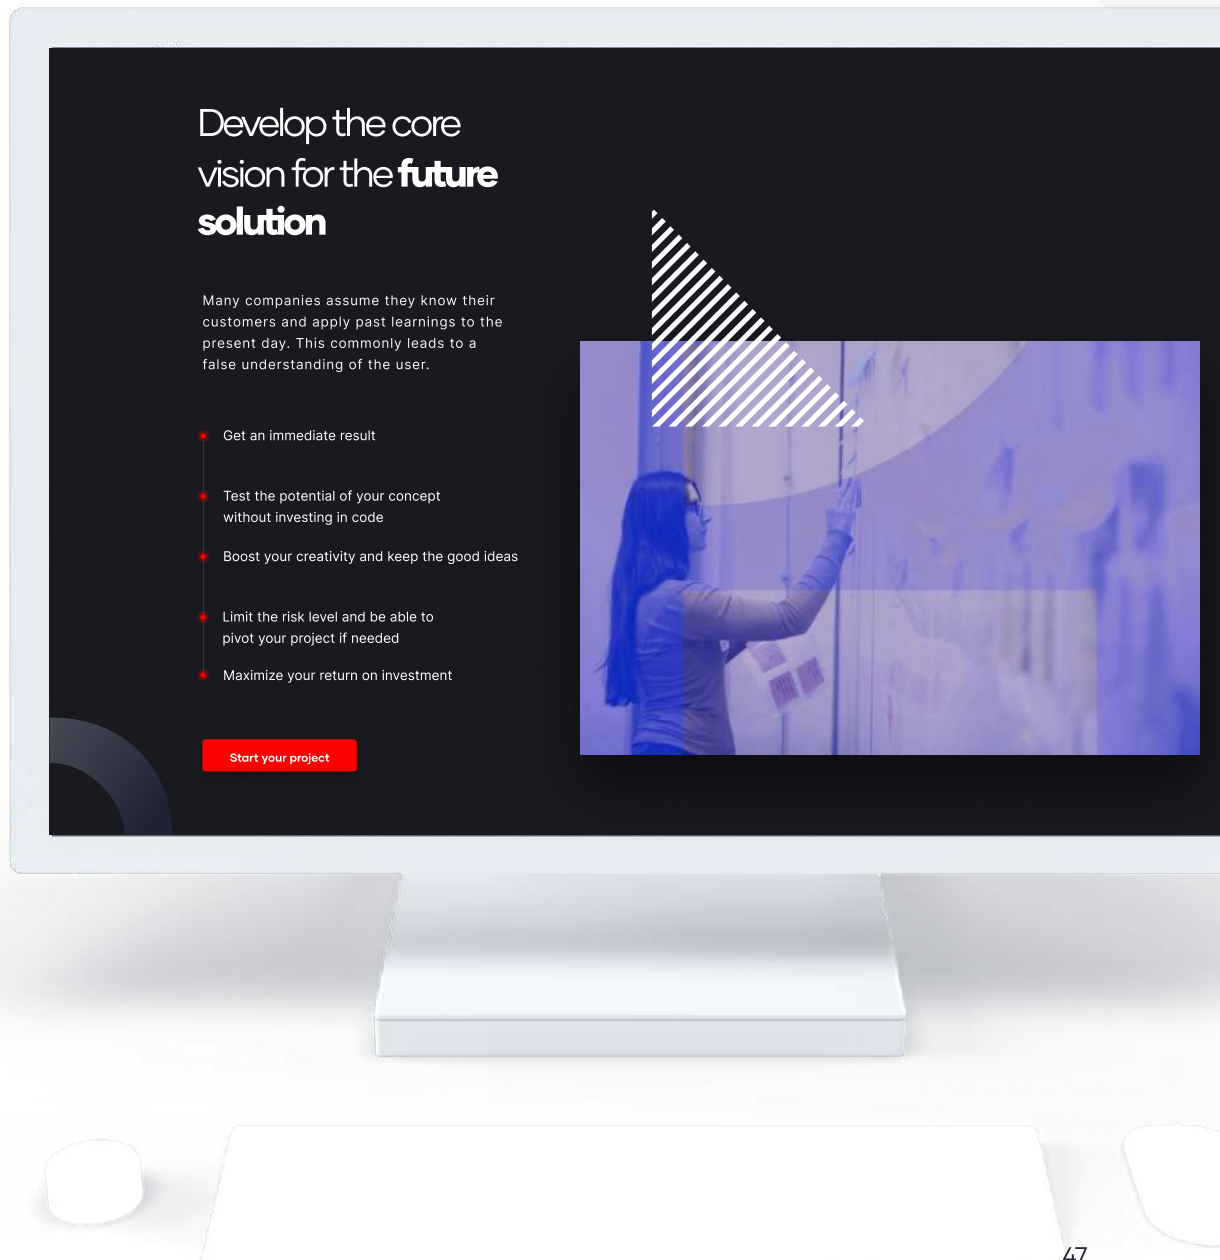 Develop the core
vision for the future
solution
Many companies assume they know their
customers and apply past learnings to the
present day. This commonly leads to a
false understanding of the user.
Get an immediate result
Test the potential of your concept
without investing in code
Boost your creativity and keep the good ideas
Limit the risk level and be able to
pivot your project if needed
Maximize your return on investment
Start your project
47